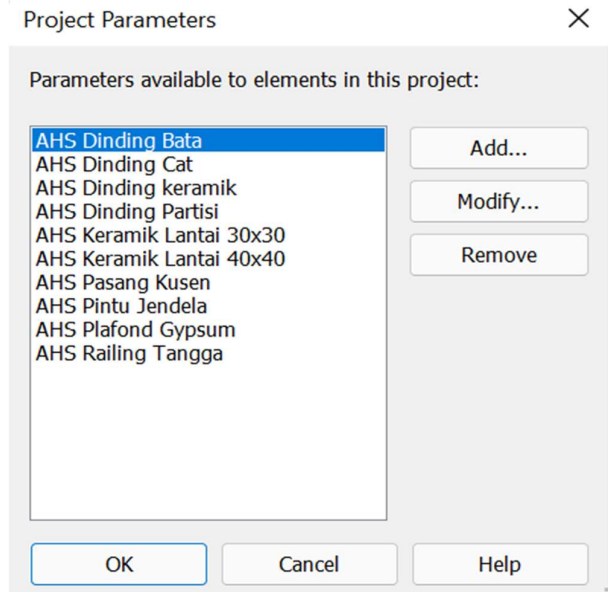 Project Parameters
Parameters available to elements in this project:
AHS Dinding Bata
AHS Dinding Cat
AHS Dinding keramik
AHS Dinding Partisi
AHS Keramik Lantai 30x30
AHS Keramik Lantai 40x40
AHS Pasang Kusen
AHS Pintu Jendela
AHS Plafond Gypsum
AHS Railing Tangga
Add...
Modify...
Remove
OK
Cancel
Help